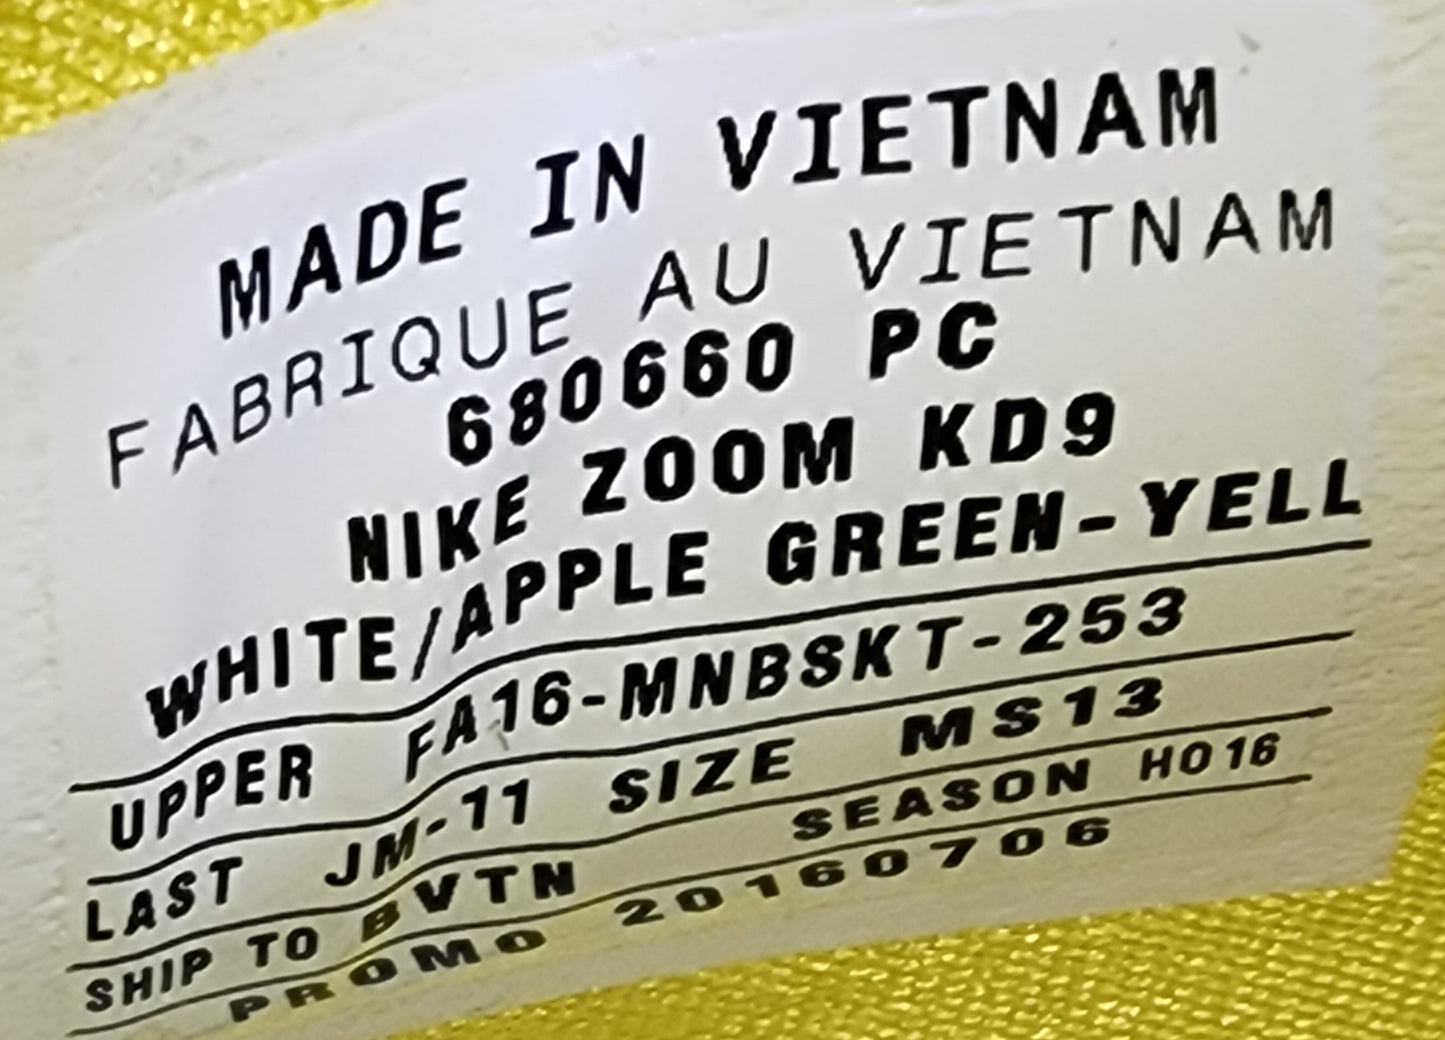 MADE IN VIETNAM
FABRIQUE AU VIETNAM
680660 PC
NIKE ZOOM KD9
WHITE/APPLE GREEN-YELL
UPPER FA16-MNBSKT-253
LAST JM-11 SIZE MS13
SHIP TO BVTN SEASON HO16
PROMO 20160706